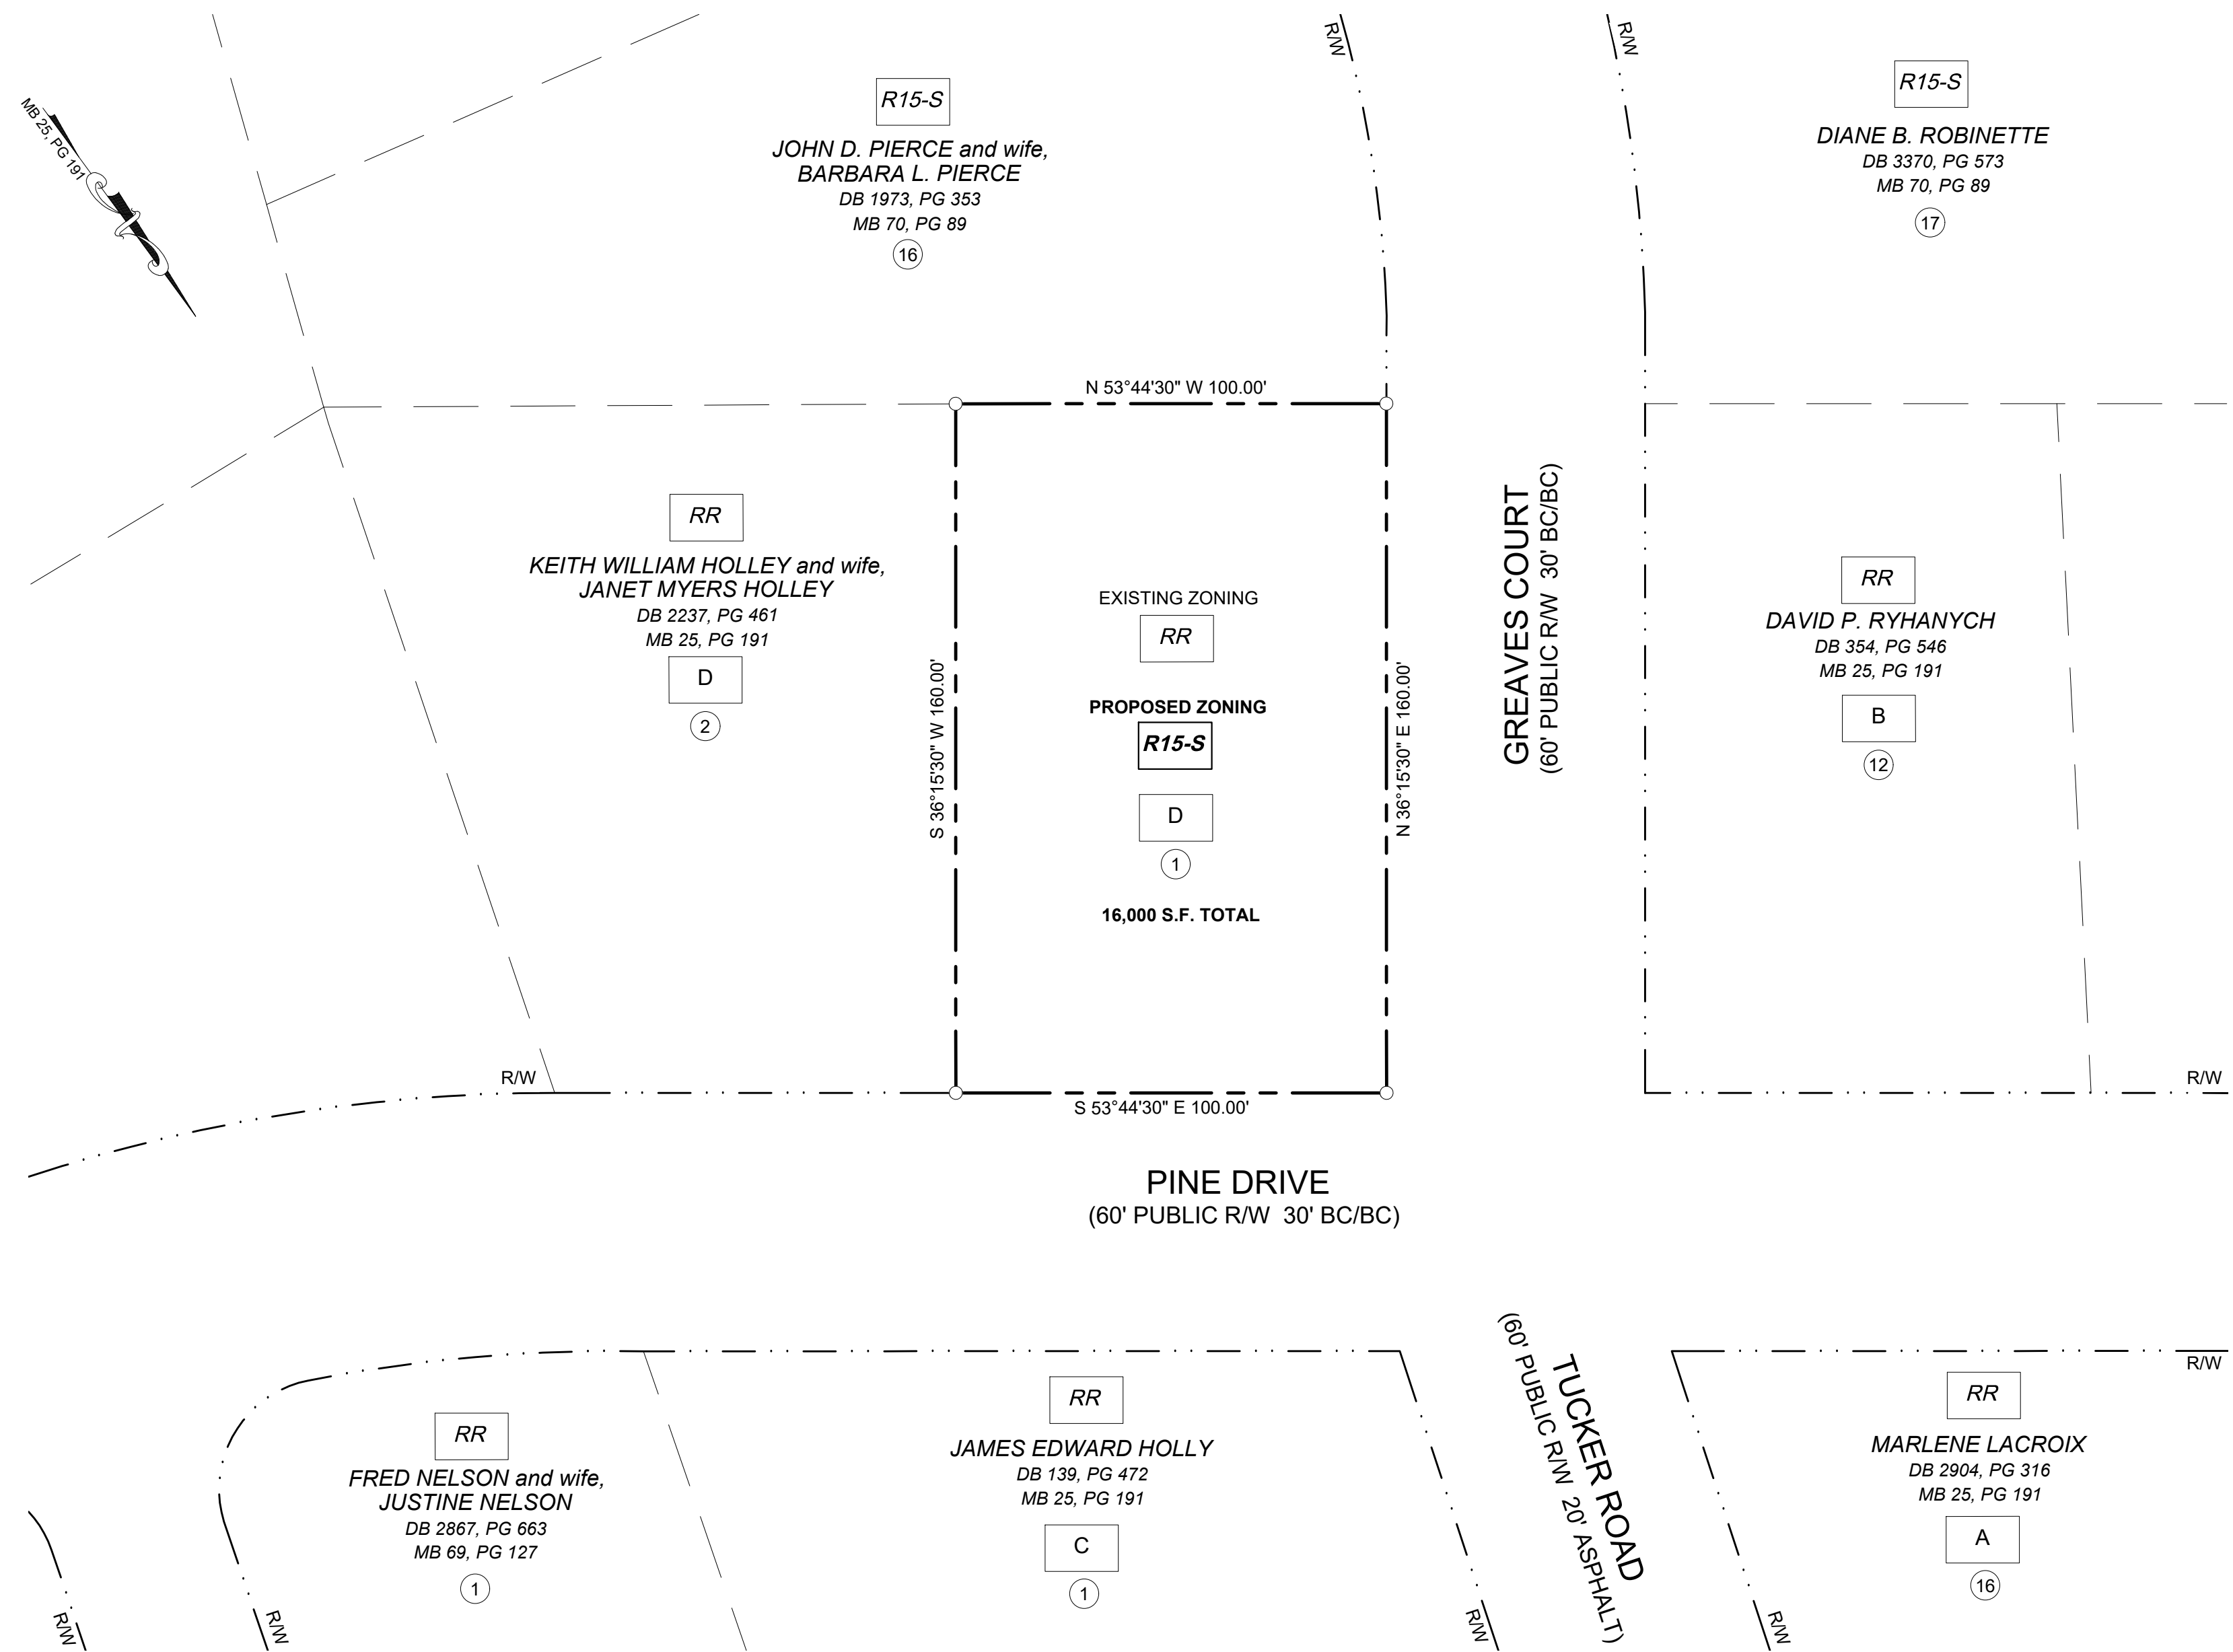 R/W
R/W
MB 25, PG 191
R15-S
JOHN D. PIERCE and wife,
BARBARA L. PIERCE
DB 1973, PG 353
MB 70, PG 89
16
R15-S
DIANE B. ROBINETTE
DB 3370, PG 573
MB 70, PG 89
17
N 53°44'30" W 100.00'
RR
KEITH WILLIAM HOLLEY and wife,
JANET MYERS HOLLEY
DB 2237, PG 461
MB 25, PG 191
D
2
S 36°15'30" W 160.00'
EXISTING ZONING
RR
PROPOSED ZONING
R15-S
D
1
16,000 S.F. TOTAL
N 36°15'30" E 160.00'
GREAVES COURT
(60' PUBLIC R/W 30' BC/BC)
RR
DAVID P. RYHANYCH
DB 354, PG 546
MB 25, PG 191
B
12
R/W
R/W
S 53°44'30" E 100.00'
PINE DRIVE
(60' PUBLIC R/W 30' BC/BC)
RR
FRED NELSON and wife,
JUSTINE NELSON
DB 2867, PG 663
MB 69, PG 127
1
R/W
R/W
RR
JAMES EDWARD HOLLY
DB 139, PG 472
MB 25, PG 191
C
1
R/W
TUCKER ROAD
(60' PUBLIC R/W 20' ASPHALT)
R/W
R/W
RR
MARLENE LACROIX
DB 2904, PG 316
MB 25, PG 191
A
16